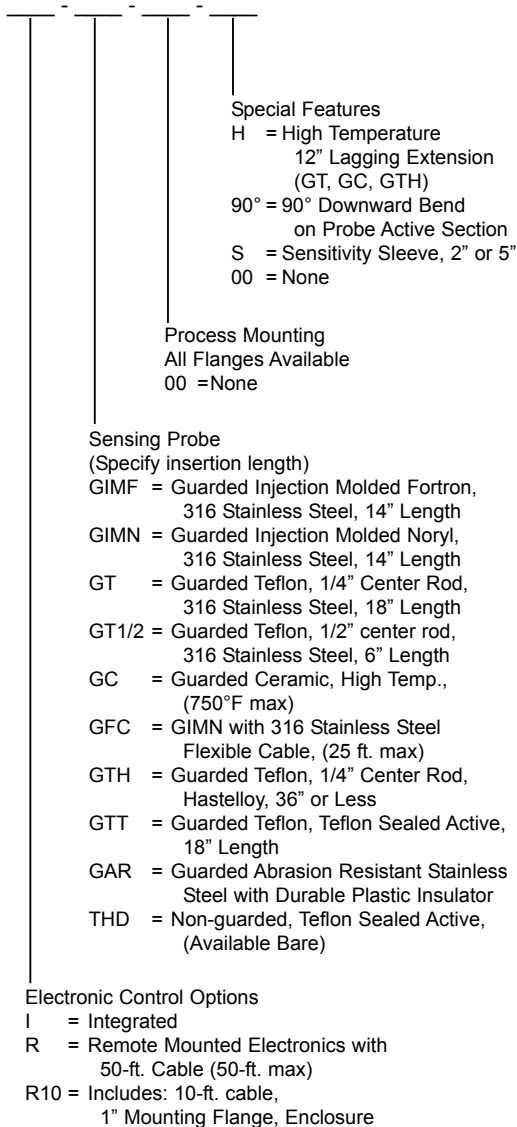 ____ - ____ - ____ - ____
Special Features
H = High Temperature
12” Lagging Extension
(GT, GC, GTH)
90° = 90° Downward Bend
on Probe Active Section
S = Sensitivity Sleeve, 2” or 5”
00 = None
Process Mounting
All Flanges Available
00 =None
Sensing Probe
(Specify insertion length)
GIMF = Guarded Injection Molded Fortron,
316 Stainless Steel, 14” Length
GIMN = Guarded Injection Molded Noryl,
316 Stainless Steel, 14” Length
GT = Guarded Teflon, 1/4” Center Rod,
316 Stainless Steel, 18” Length
GT1/2 = Guarded Teflon, 1/2” center rod,
316 Stainless Steel, 6” Length
GC = Guarded Ceramic, High Temp.,
(750°F max)
GFC = GIMN with 316 Stainless Steel
Flexible Cable, (25 ft. max)
GTH = Guarded Teflon, 1/4” Center Rod,
Hastelloy, 36” or Less
GTT = Guarded Teflon, Teflon Sealed Active,
18” Length
GAR = Guarded Abrasion Resistant Stainless
Steel with Durable Plastic Insulator
THD = Non-guarded, Teflon Sealed Active,
(Available Bare)
Electronic Control Options
I = Integrated
R = Remote Mounted Electronics with
50-ft. Cable (50-ft. max)
R10 = Includes: 10-ft. cable,
1” Mounting Flange, Enclosure